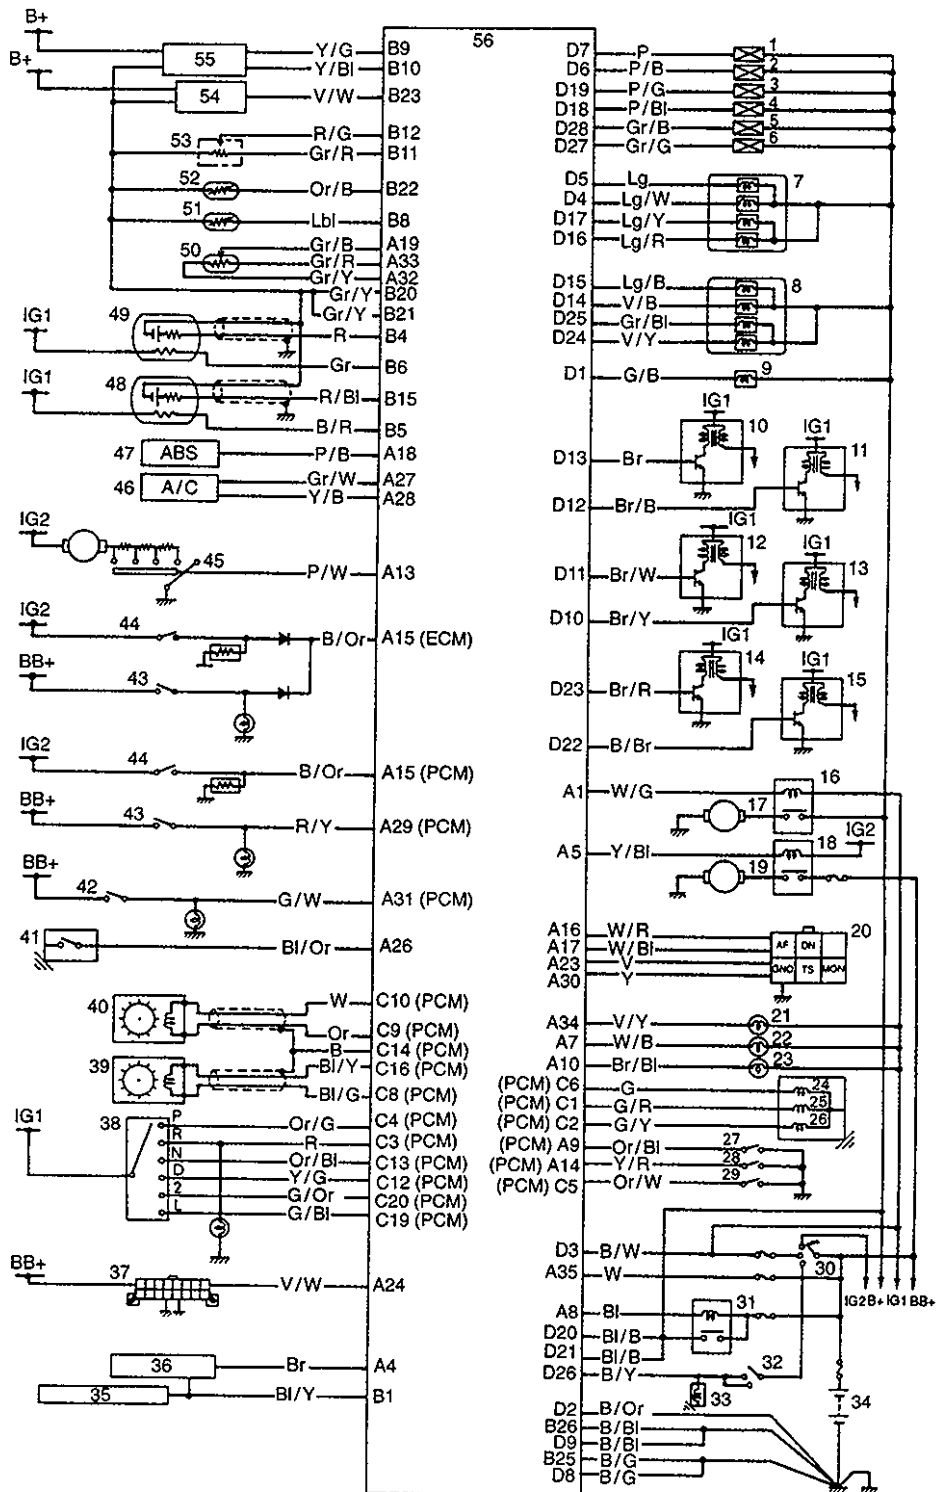 B+
B+
55
Y/G
B9
Y/Bl
B10
54
V/W
B23
53
R/G
B12
Gr/R
B11
52
Or/B
B22
51
Lbl
B8
50
Gr/B
A19
Gr/R
A33
Gr/Y
A32
Gr/Y
B20
Gr/Y
B21
IG1
49
R
B4
Gr
B6
IG1
48
R/Bl
B15
B/R
B5
47
ABS
P/B
A18
46
A/C
Gr/W
A27
Y/B
A28
IG2
45
P/W
A13
IG2
44
B/Or
A15 (ECM)
BB+
43
IG2
44
B/Or
A15 (PCM)
BB+
43
R/Y
A29 (PCM)
BB+
42
G/W
A31 (PCM)
41
Bl/Or
A26
40
W
C10 (PCM)
Or
C9 (PCM)
B
C14 (PCM)
39
Bl/Y
C16 (PCM)
Bl/G
C8 (PCM)
IG1
38
P
Or/G
C4 (PCM)
R
R
C3 (PCM)
N
Or/Bl
C13 (PCM)
D
Y/G
C12 (PCM)
2
G/Or
C20 (PCM)
L
G/Bl
C19 (PCM)
BB+
37
V/W
A24
36
Br
A4
35
Bl/Y
B1
56
D7
P
1
D6
P/B
2
D19
P/G
3
D18
P/Bl
4
D28
Gr/B
5
D27
Gr/G
6
D5
Lg
7
D4
Lg/W
D17
Lg/Y
D16
Lg/R
D15
Lg/B
8
D14
V/B
D25
Gr/Bl
D24
V/Y
D1
G/B
9
IG1
10
D13
Br
IG1
11
D12
Br/B
IG1
12
D11
Br/W
IG1
13
D10
Br/Y
IG1
14
D23
Br/R
IG1
15
D22
B/Br
A1
W/G
16
17
A5
Y/Bl
18
IG2
19
A16
W/R
20
A17
W/Bl
AF
DN
A23
V
A30
Y
GND
TS
MON
A34
V/Y
21
A7
W/B
22
A10
Br/Bl
23
(PCM) C6
G
24
(PCM) C1
G/R
25
(PCM) C2
G/Y
26
(PCM) A9
Or/Bl
27
(PCM) A14
Y/R
28
(PCM) C5
Or/W
29
D3
B/W
30
A35
W
IG2 B+ IG1 BB+
A8
Bl
31
D20
Bl/B
D21
Bl/B
D26
B/Y
32
33
34
D2
B/Or
B26
B/Bl
D9
B/Bl
B25
B/G
D8
B/G